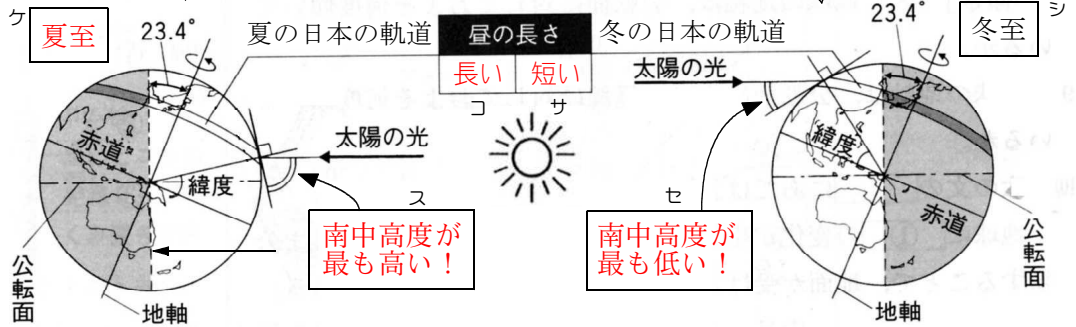 ケ
夏至
23.4°
夏の日本の軌道
昼の長さ
長い
短い
コ
サ
冬の日本の軌道
23.4°
冬至
シ
太陽の光
太陽の光
赤道
緯度
緯度
赤道
ス
セ
南中高度が
最も高い！
南中高度が
最も低い！
公転面
地軸
地軸
公転面